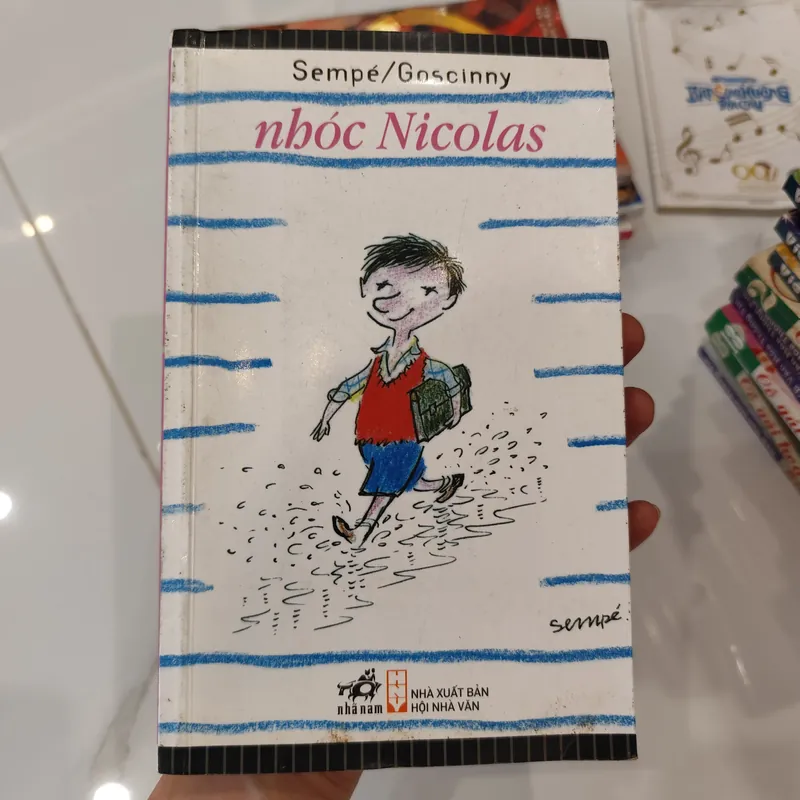 Sempé/Goscinny
nhóc Nicolas
sempé.
nhã nam
NHÀ XUẤT BẢN
HỘI NHÀ VĂN